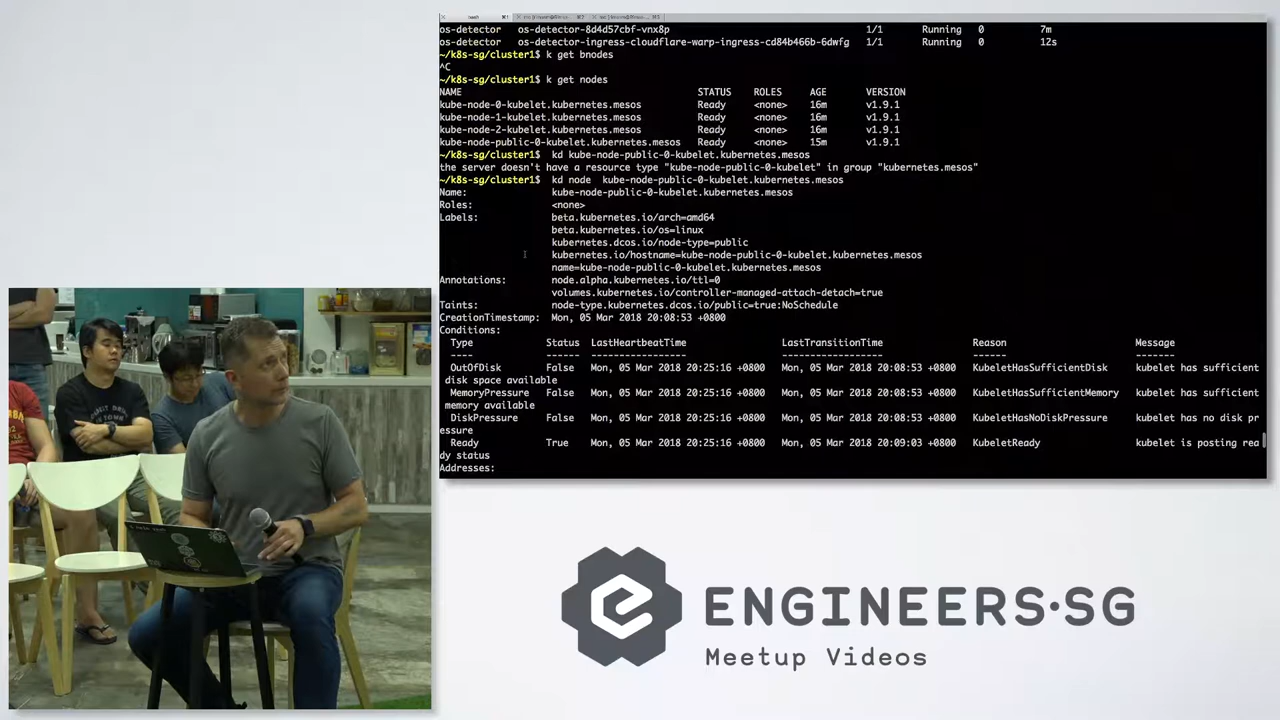 os-detector   os-detector-8d4d57cbf-vnx8p   1/1   Running   0   7m
os-detector   os-detector-ingress-cloudflare-warp-ingress-cd84b466b-6dwfg   1/1   Running   0   12s
~/k8s-sg/cluster1$ k get bnodes
^C
~/k8s-sg/cluster1$ k get nodes
NAME   STATUS   ROLES   AGE   VERSION
kube-node-0-kubelet.kubernetes.mesos   Ready   <none>   16m   v1.9.1
kube-node-1-kubelet.kubernetes.mesos   Ready   <none>   16m   v1.9.1
kube-node-2-kubelet.kubernetes.mesos   Ready   <none>   16m   v1.9.1
kube-node-public-0-kubelet.kubernetes.mesos   Ready   <none>   15m   v1.9.1
~/k8s-sg/cluster1$ kd kube-node-public-0-kubelet.kubernetes.mesos
the server doesn't have a resource type "kube-node-public-0-kubelet" in group "kubernetes.mesos"
~/k8s-sg/cluster1$ kd node  kube-node-public-0-kubelet.kubernetes.mesos
Name:   kube-node-public-0-kubelet.kubernetes.mesos
Roles:   <none>
Labels:   beta.kubernetes.io/arch=amd64
beta.kubernetes.io/os=linux
kubernetes.dcos.io/node-type=public
kubernetes.io/hostname=kube-node-public-0-kubelet.kubernetes.mesos
name=kube-node-public-0-kubelet.kubernetes.mesos
Annotations:   node.alpha.kubernetes.io/ttl=0
volumes.kubernetes.io/controller-managed-attach-detach=true
Taints:   node-type.kubernetes.dcos.io/public=true:NoSchedule
CreationTimestamp:   Mon, 05 Mar 2018 20:08:53 +0800
Conditions:
Type   Status   LastHeartbeatTime   LastTransitionTime   Reason   Message
----   ------   -----------------   ------------------   ------   -------
OutOfDisk   False   Mon, 05 Mar 2018 20:25:16 +0800   Mon, 05 Mar 2018 20:08:53 +0800   KubeletHasSufficientDisk   kubelet has sufficient
disk space available
MemoryPressure   False   Mon, 05 Mar 2018 20:25:16 +0800   Mon, 05 Mar 2018 20:08:53 +0800   KubeletHasSufficientMemory   kubelet has sufficient
memory available
DiskPressure   False   Mon, 05 Mar 2018 20:25:16 +0800   Mon, 05 Mar 2018 20:08:53 +0800   KubeletHasNoDiskPressure   kubelet has no disk pr
essure
Ready   True   Mon, 05 Mar 2018 20:25:16 +0800   Mon, 05 Mar 2018 20:09:03 +0800   KubeletReady   kubelet is posting rea
dy status
Addresses:
ENGINEERS·SG
Meetup Videos